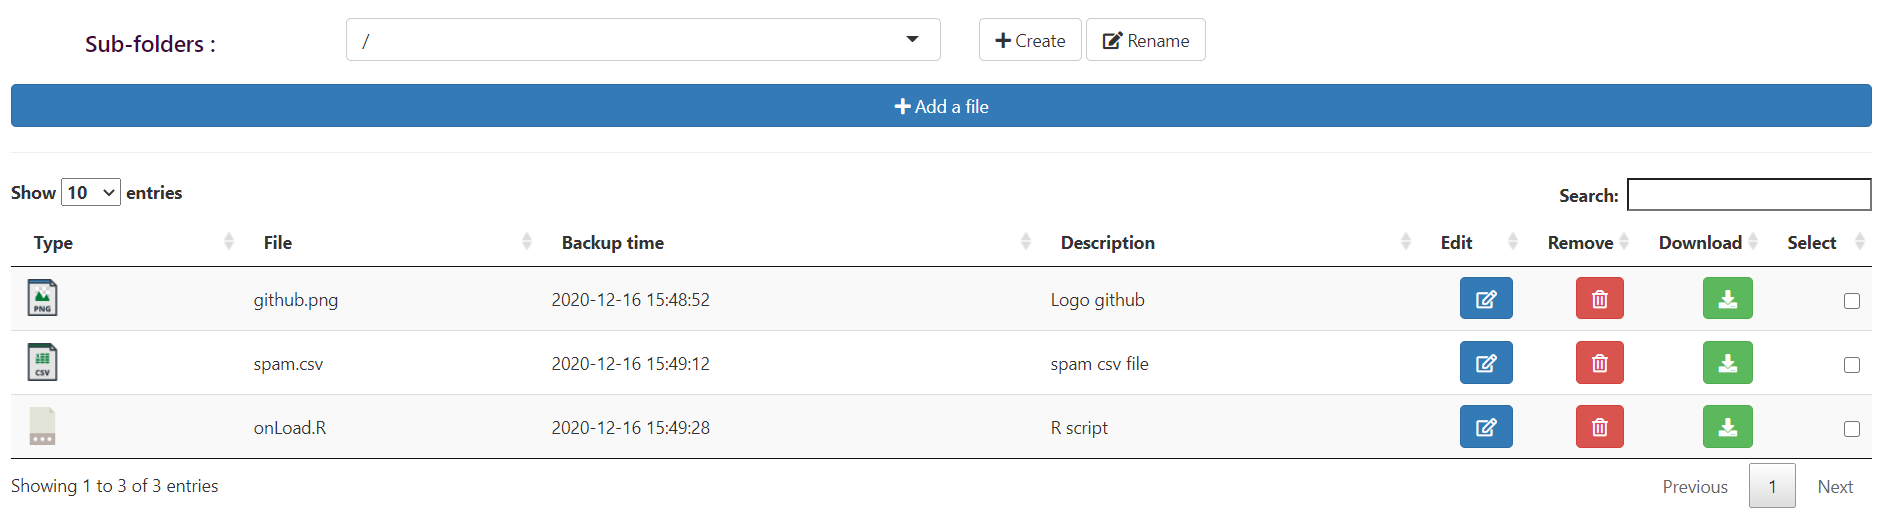 Sub-folders : / Create Rename
Add a file
Show 10 entries Search:
Type File Backup time Description Edit Remove Download Select
PNG github.png 2020-12-16 15:48:52 Logo github
CSV spam.csv 2020-12-16 15:49:12 spam csv file
onLoad.R 2020-12-16 15:49:28 R script
Showing 1 to 3 of 3 entries Previous 1 Next